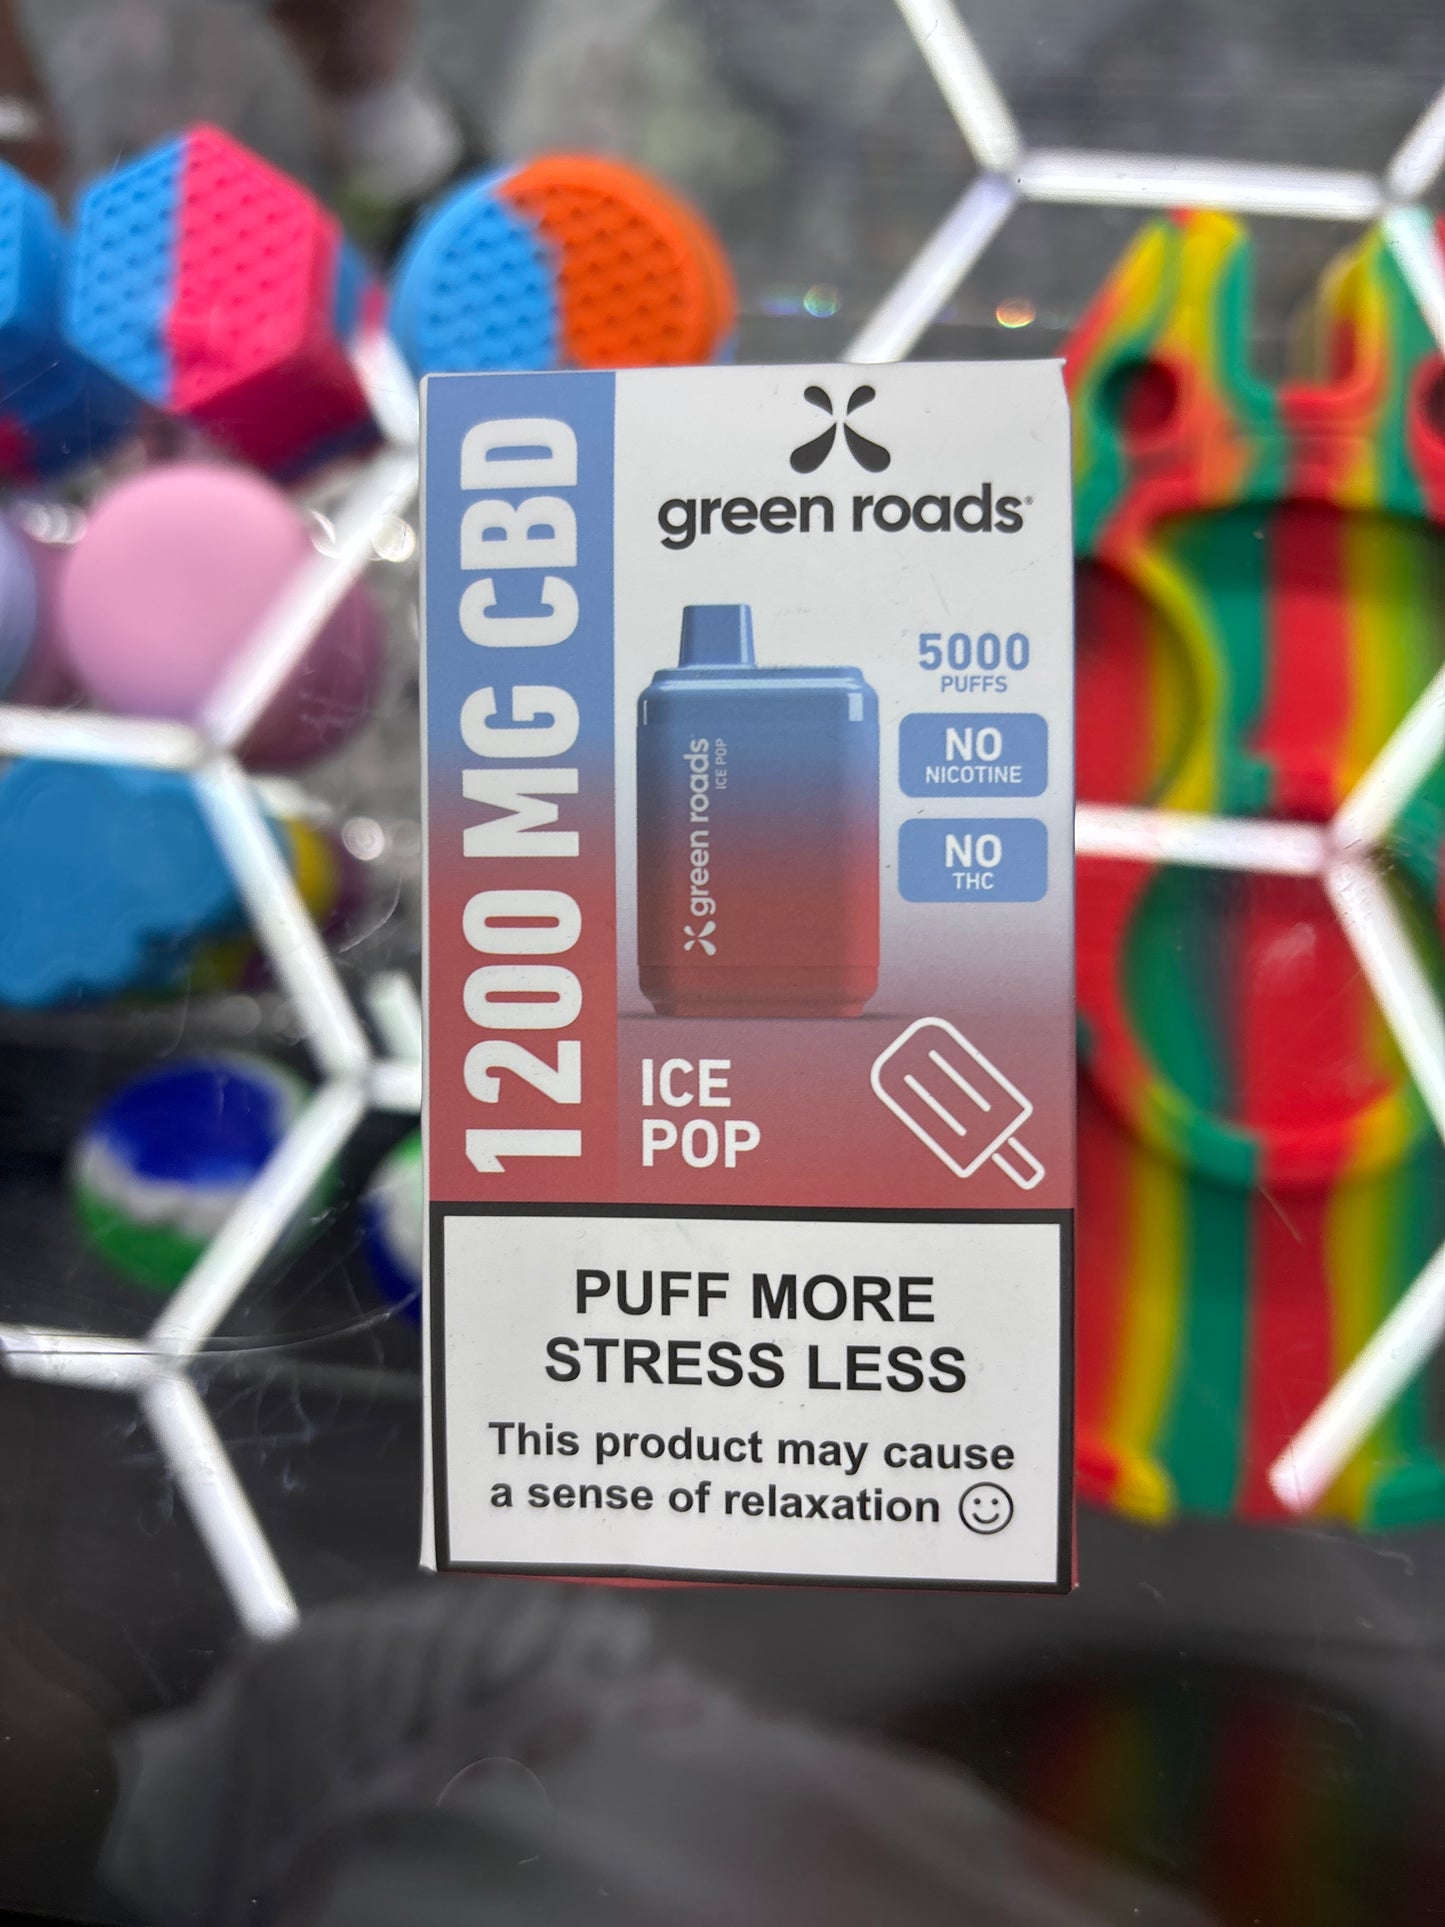 1200 MG CBD
green roads®
5000
PUFFS
NO
NICOTINE
NO
THC
green roads
ICE POP
ICE
POP
PUFF MORE
STRESS LESS
This product may cause
a sense of relaxation